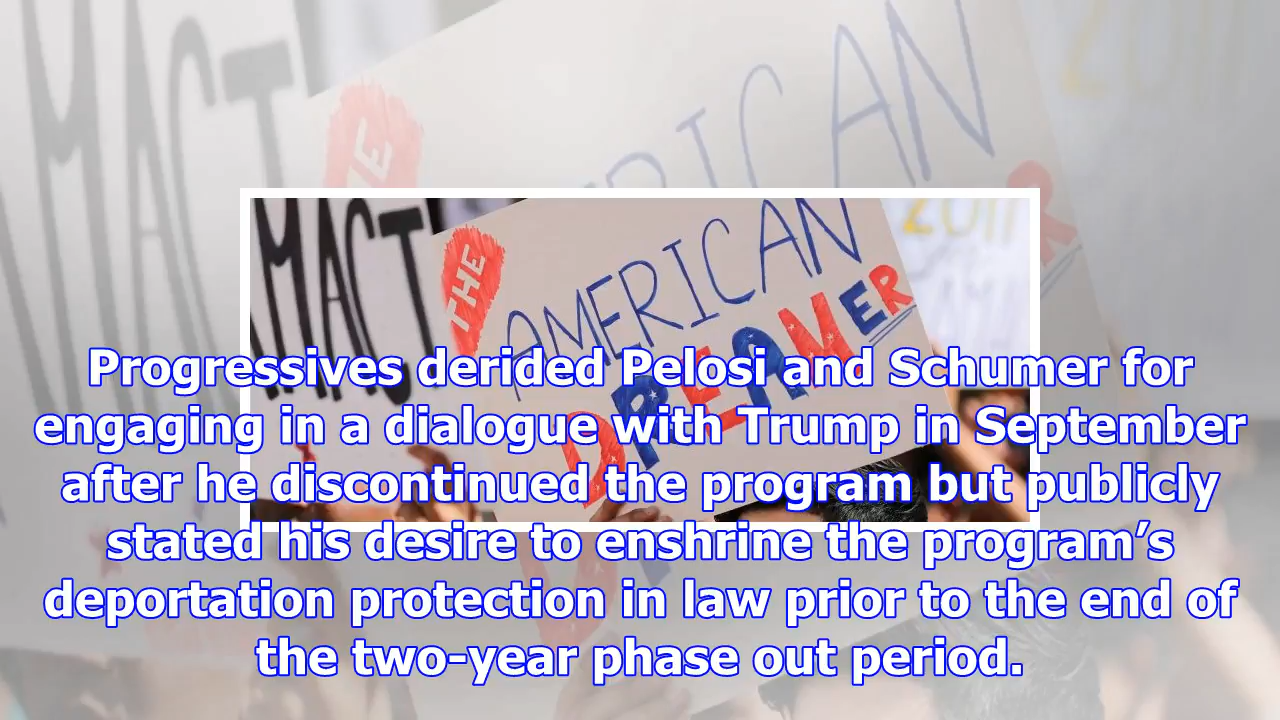 MACT
THE
AMERICAN
DREAMER
2011
Progressives derided Pelosi and Schumer for
engaging in a dialogue with Trump in September
after he discontinued the program but publicly
stated his desire to enshrine the program’s
deportation protection in law prior to the end of
the two-year phase out period.